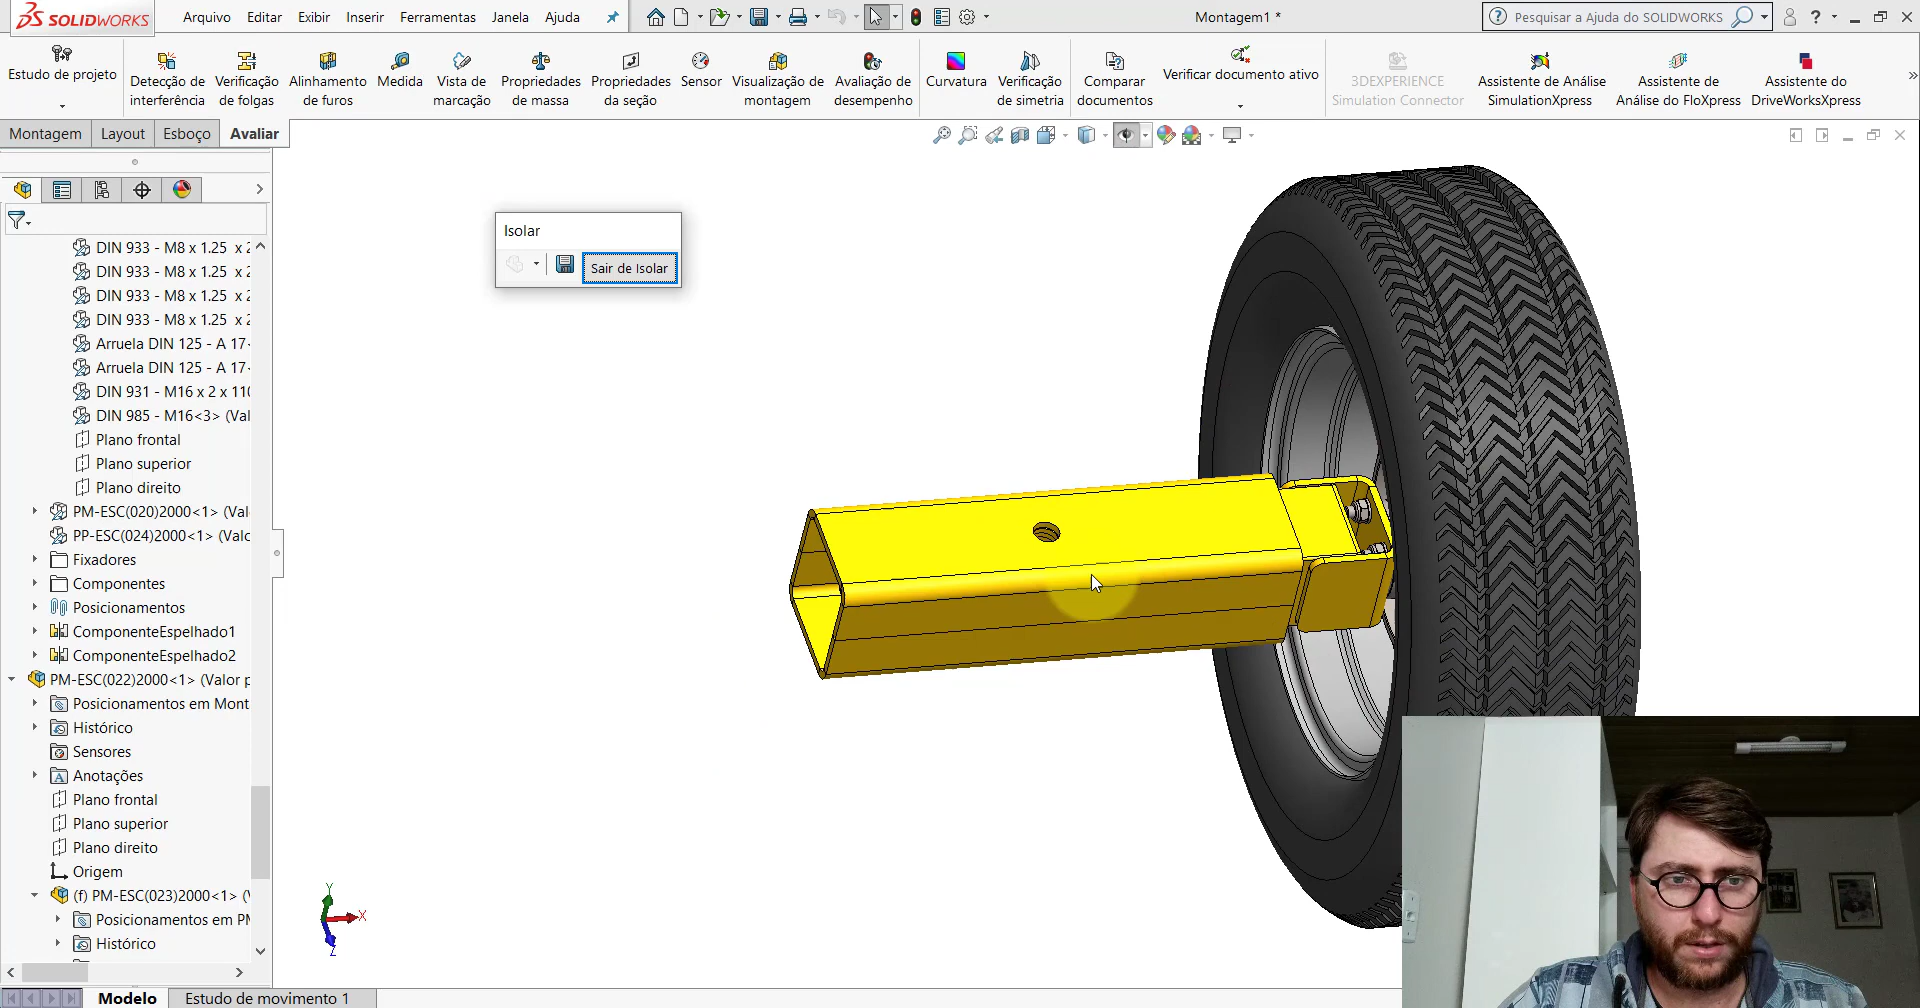 SOLIDWORKS
Arquivo
Editar
Exibir
Inserir
Ferramentas
Janela
Ajuda
Montagem1 *
Pesquisar a Ajuda do SOLIDWORKS
Estudo de projeto
Detecção de interferência
Verificação de folgas
Alinhamento de furos
Medida
Vista de marcação
Propriedades de massa
Propriedades da seção
Sensor
Visualização de montagem
Avaliação de desempenho
Curvatura
Verificação de simetria
Comparar documentos
Verificar documento ativo
3DEXPERIENCE Simulation Connector
Assistente de Análise SimulationXpress
Assistente de Análise do FloXpress
Assistente do DriveWorksXpress
Montagem
Layout
Esboço
Avaliar
Isolar
Sair de Isolar
DIN 933 - M8 x 1.25 x 2
DIN 933 - M8 x 1.25 x 2
DIN 933 - M8 x 1.25 x 2
DIN 933 - M8 x 1.25 x 2
Arruela DIN 125 - A 17
Arruela DIN 125 - A 17
DIN 931 - M16 x 2 x 110
DIN 985 - M16<3> (Val
Plano frontal
Plano superior
Plano direito
PM-ESC(020)2000<1> (Val
PP-ESC(024)2000<1> (Valc
Fixadores
Componentes
Posicionamentos
ComponenteEspelhado1
ComponenteEspelhado2
PM-ESC(022)2000<1> (Valor p
Posicionamentos em Mont
Histórico
Sensores
Anotações
Plano frontal
Plano superior
Plano direito
Origem
(f) PM-ESC(023)2000<1> (V
Posicionamentos em PM
Histórico
Y
X
Z
Modelo
Estudo de movimento 1